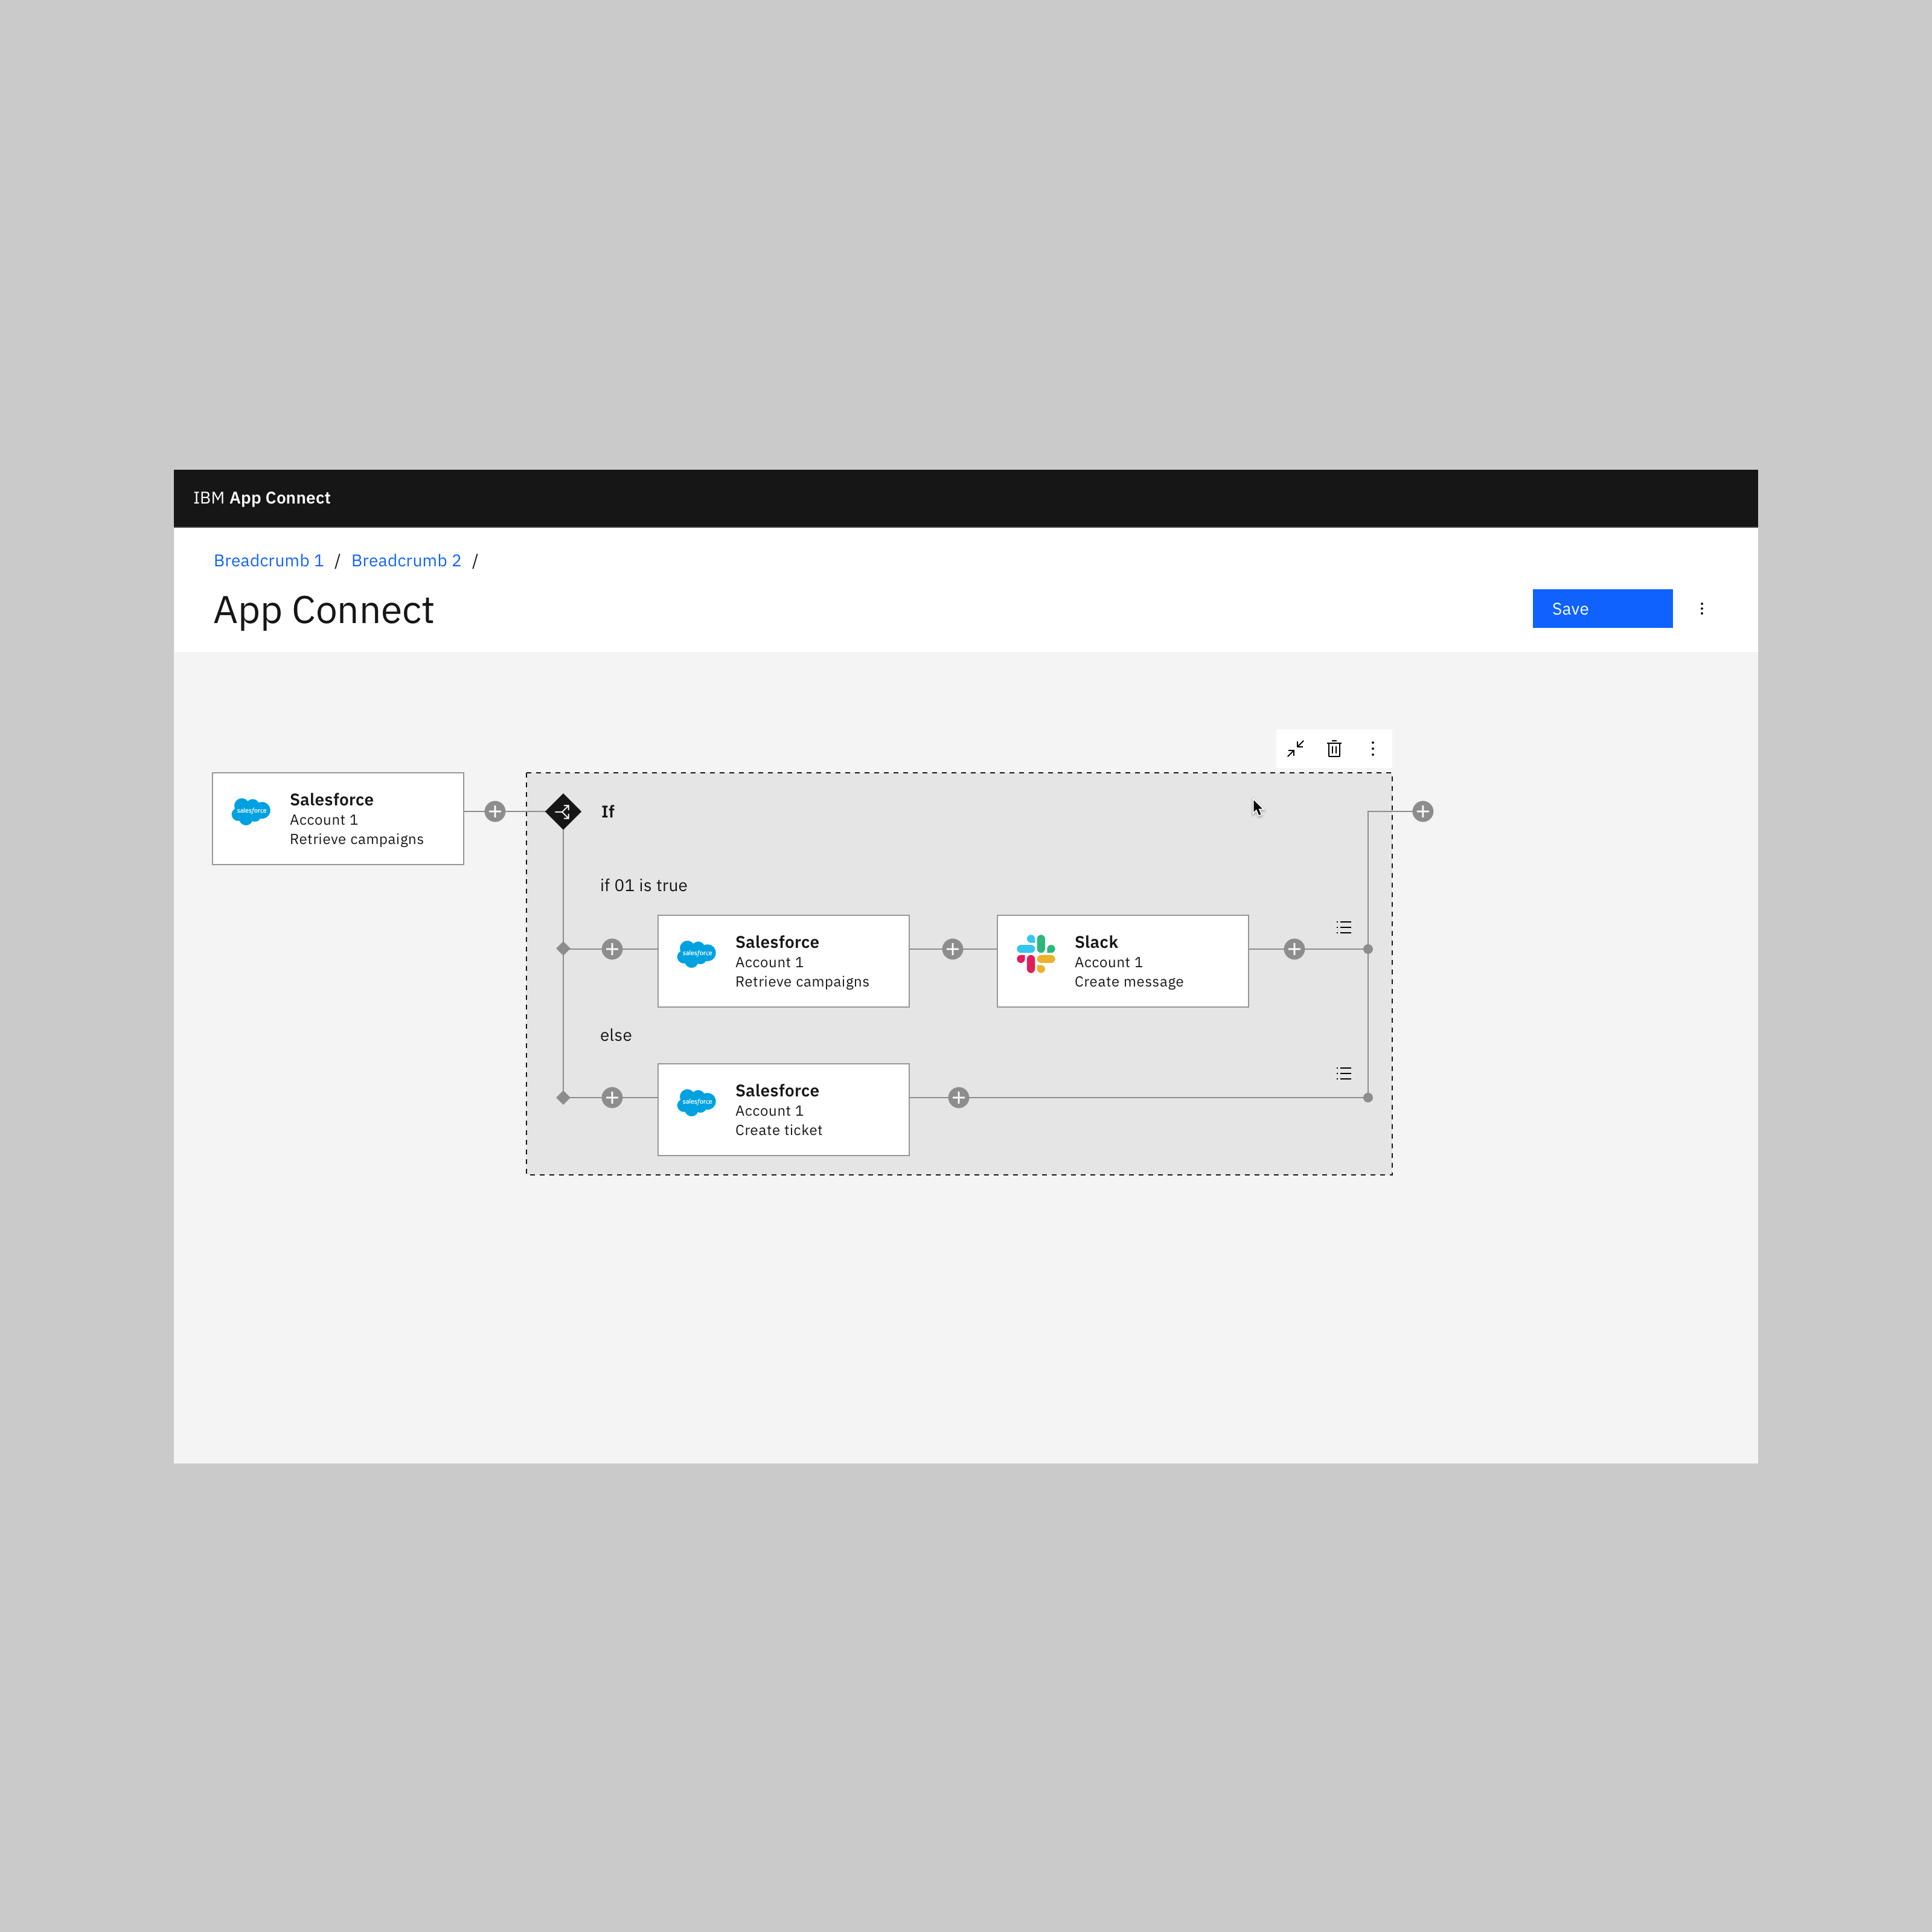 IBM App Connect
Breadcrumb 1 / Breadcrumb 2 /
App Connect
Save
salesforce
Salesforce
Account 1
Retrieve campaigns
If
if 01 is true
salesforce
Salesforce
Account 1
Retrieve campaigns
Slack
Account 1
Create message
else
salesforce
Salesforce
Account 1
Create ticket